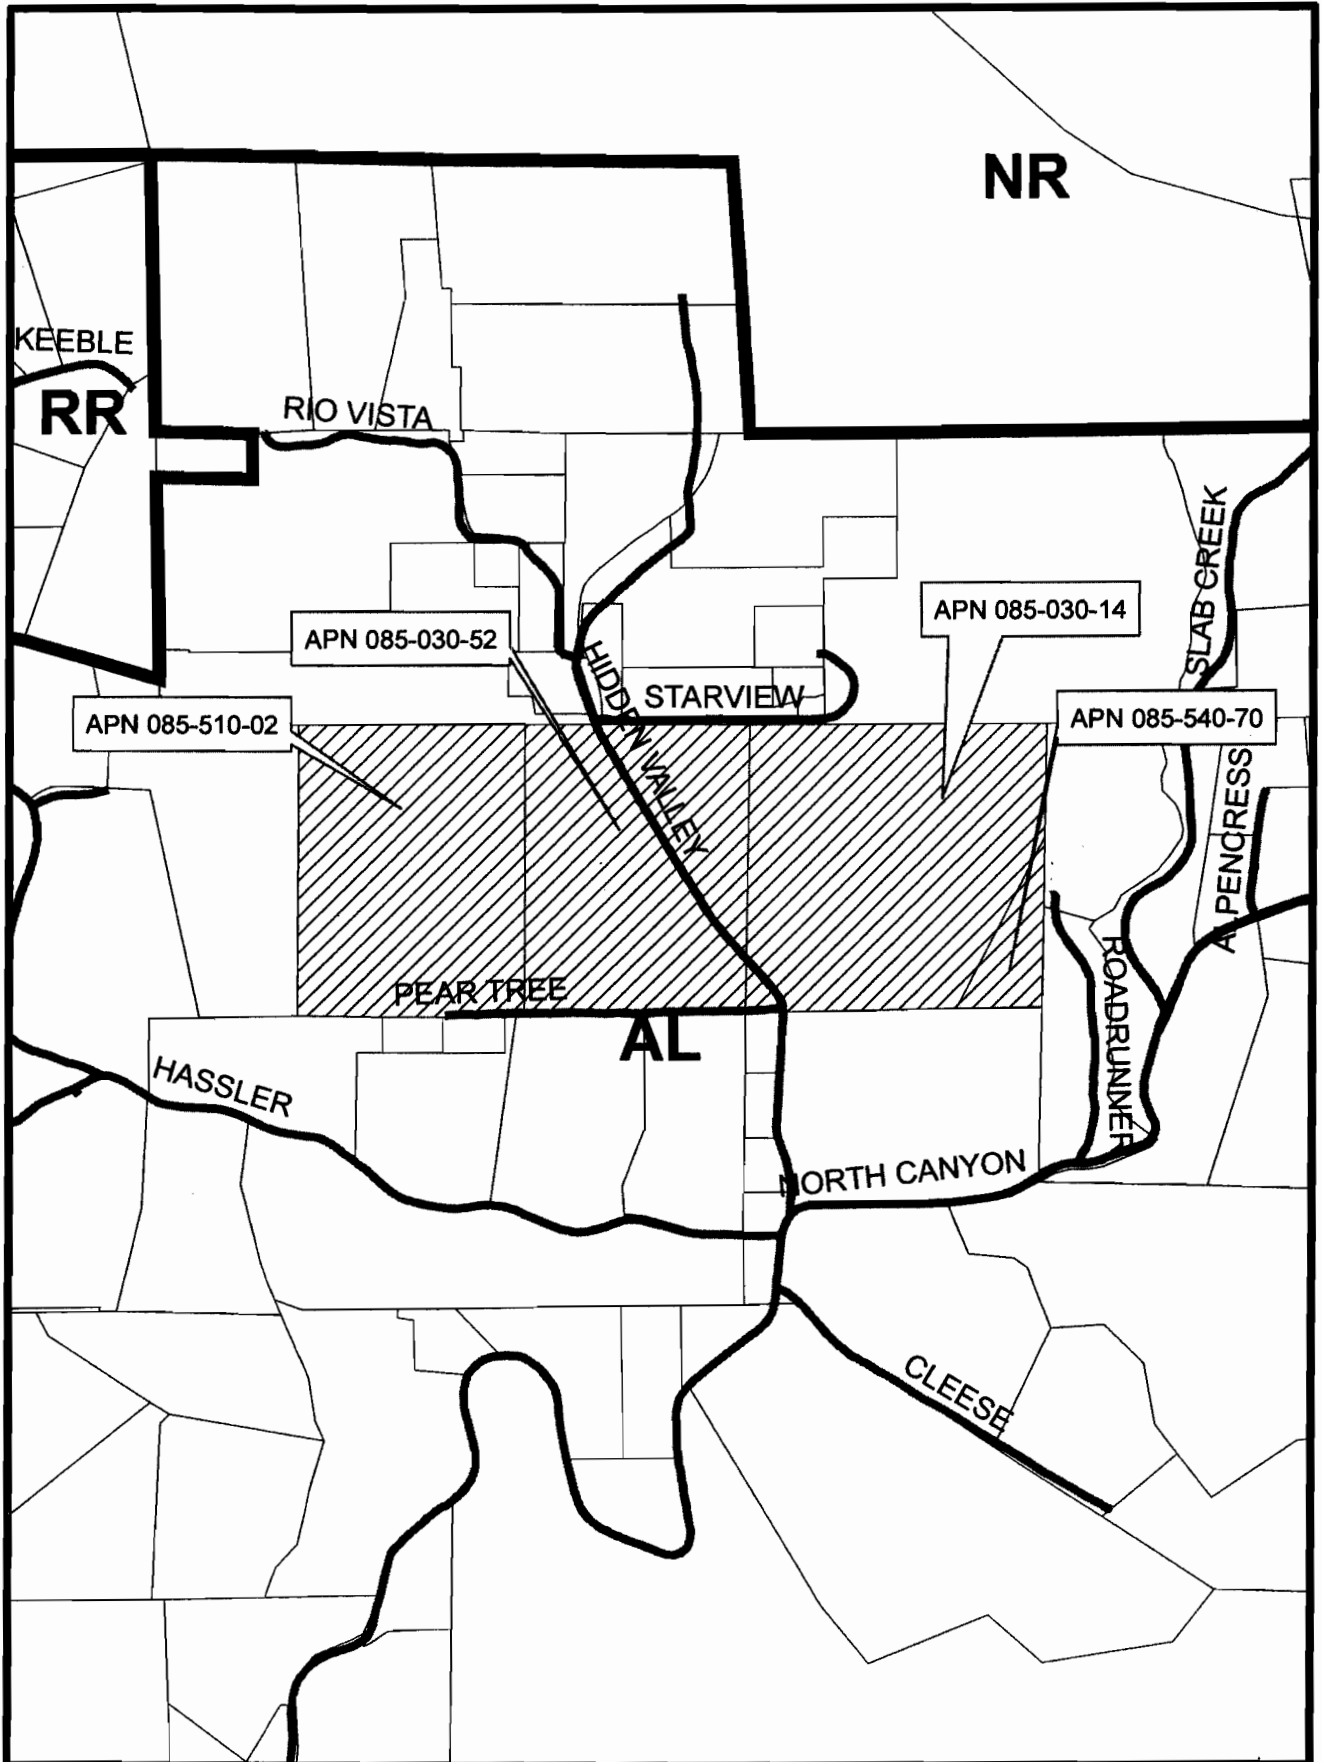 NR
KEEBLE
RR
RIO VISTA
SLAB CREEK
APN 085-030-14
APN 085-030-52
HIDDEN VALLEY
STARVIEW
APN 085-510-02
APN 085-540-70
ALPENCRESS
ROADRUNNER
PEAR TREE
AL
HASSLER
NORTH CANYON
CLEESE